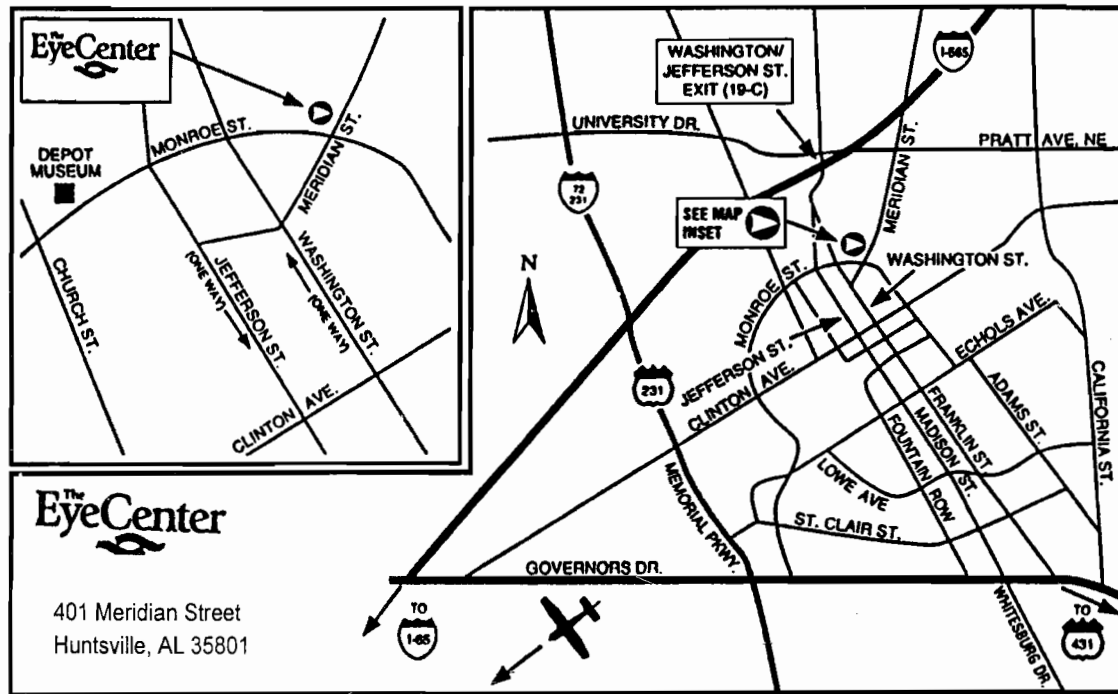 The
EyeCenter
MONROE ST.
DEPOT
MUSEUM
MERIDIAN ST.
CHURCH ST.
(ONE WAY)
JEFFERSON ST.
WASHINGTON ST.
(ONE WAY)
CLINTON AVE.
WASHINGTON/
JEFFERSON ST.
EXIT (19-C)
I-565
UNIVERSITY DR.
PRATT AVE, NE
72
231
SEE MAP
INSET
MERIDIAN ST.
N
MONROE ST.
WASHINGTON ST.
JEFFERSON ST.
CLINTON AVE.
ECHOLS AVE.
231
ADAMS ST.
CALIFORNIA ST.
FRANKLIN ST.
MADISON ST.
FOUNTAIN ROW
LOWE AVE
ST. CLAIR ST.
MEMORIAL PKWY.
GOVERNORS DR.
WHITESBURG DR.
TO
I-65
TO
431
The
EyeCenter
401 Meridian Street
Huntsville, AL 35801